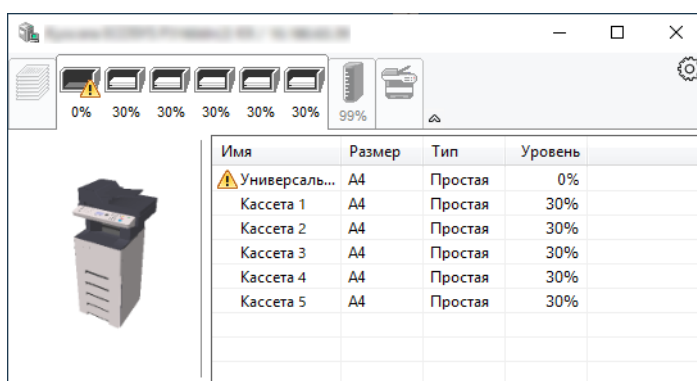 0% 30% 30% 30% 30% 30% 99%
Имя Размер Тип Уровень
Универсаль... A4 Простая 0%
Кассета 1 A4 Простая 30%
Кассета 2 A4 Простая 30%
Кассета 3 A4 Простая 30%
Кассета 4 A4 Простая 30%
Кассета 5 A4 Простая 30%